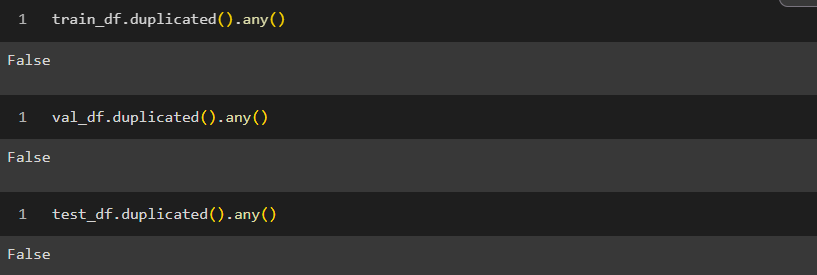 1 train_df.duplicated().any()
False
1 val_df.duplicated().any()
False
1 test_df.duplicated().any()
False